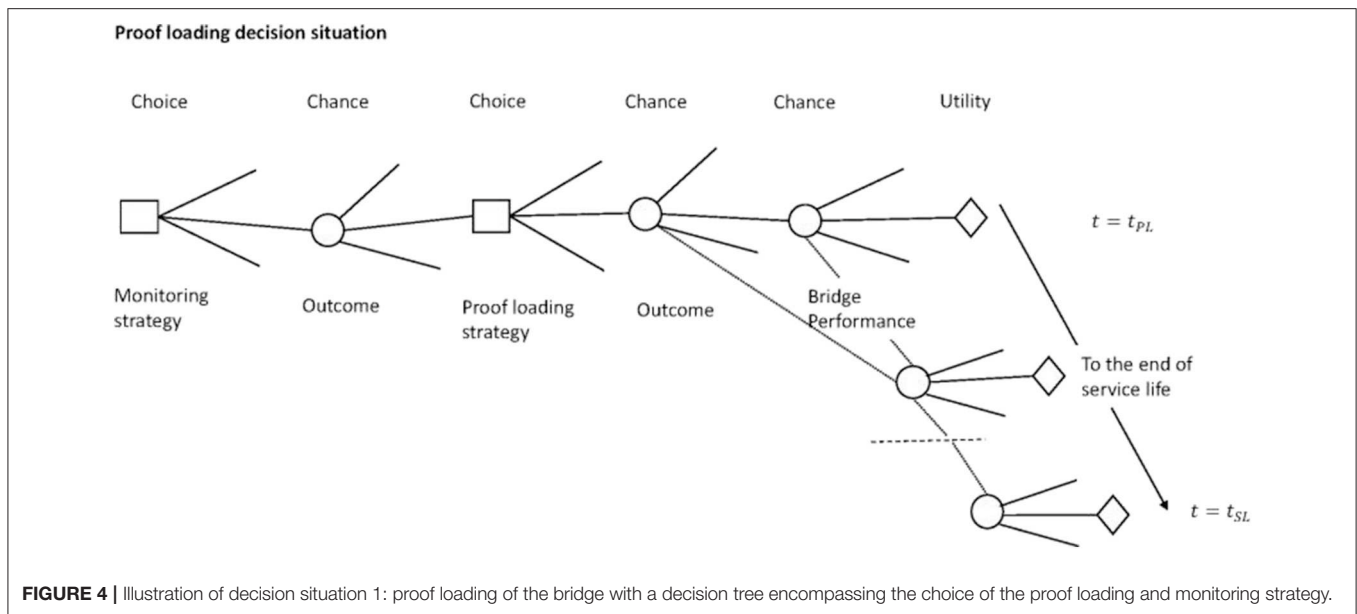 Proof loading decision situation
Choice Chance Choice Chance Chance Utility
t = t_PL
Monitoring
strategy
Outcome
Proof loading
strategy
Outcome
Bridge
Performance
To the end of
service life
t = t_SL
FIGURE 4 | Illustration of decision situation 1: proof loading of the bridge with a decision tree encompassing the choice of the proof loading and monitoring strategy.